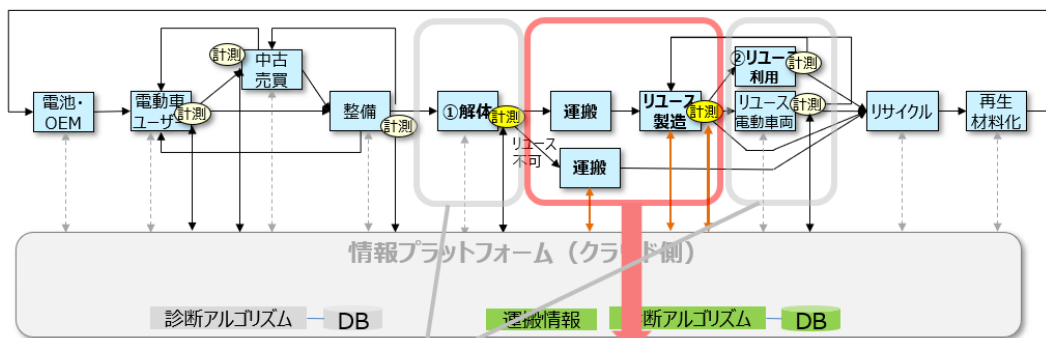 計測
中古
売買
計測
②リユース
利用
計測
電池・
OEM
電動車
ユーザー
計測
整備
計測
①解体
計測
運搬
リユース
製造
計測
リユース
電動車両
計測
リサイクル
再生
材料化
リユース
不可
運搬
情報プラットフォーム（クラウド側）
診断アルゴリズム
DB
運搬情報
断アルゴリズム
DB